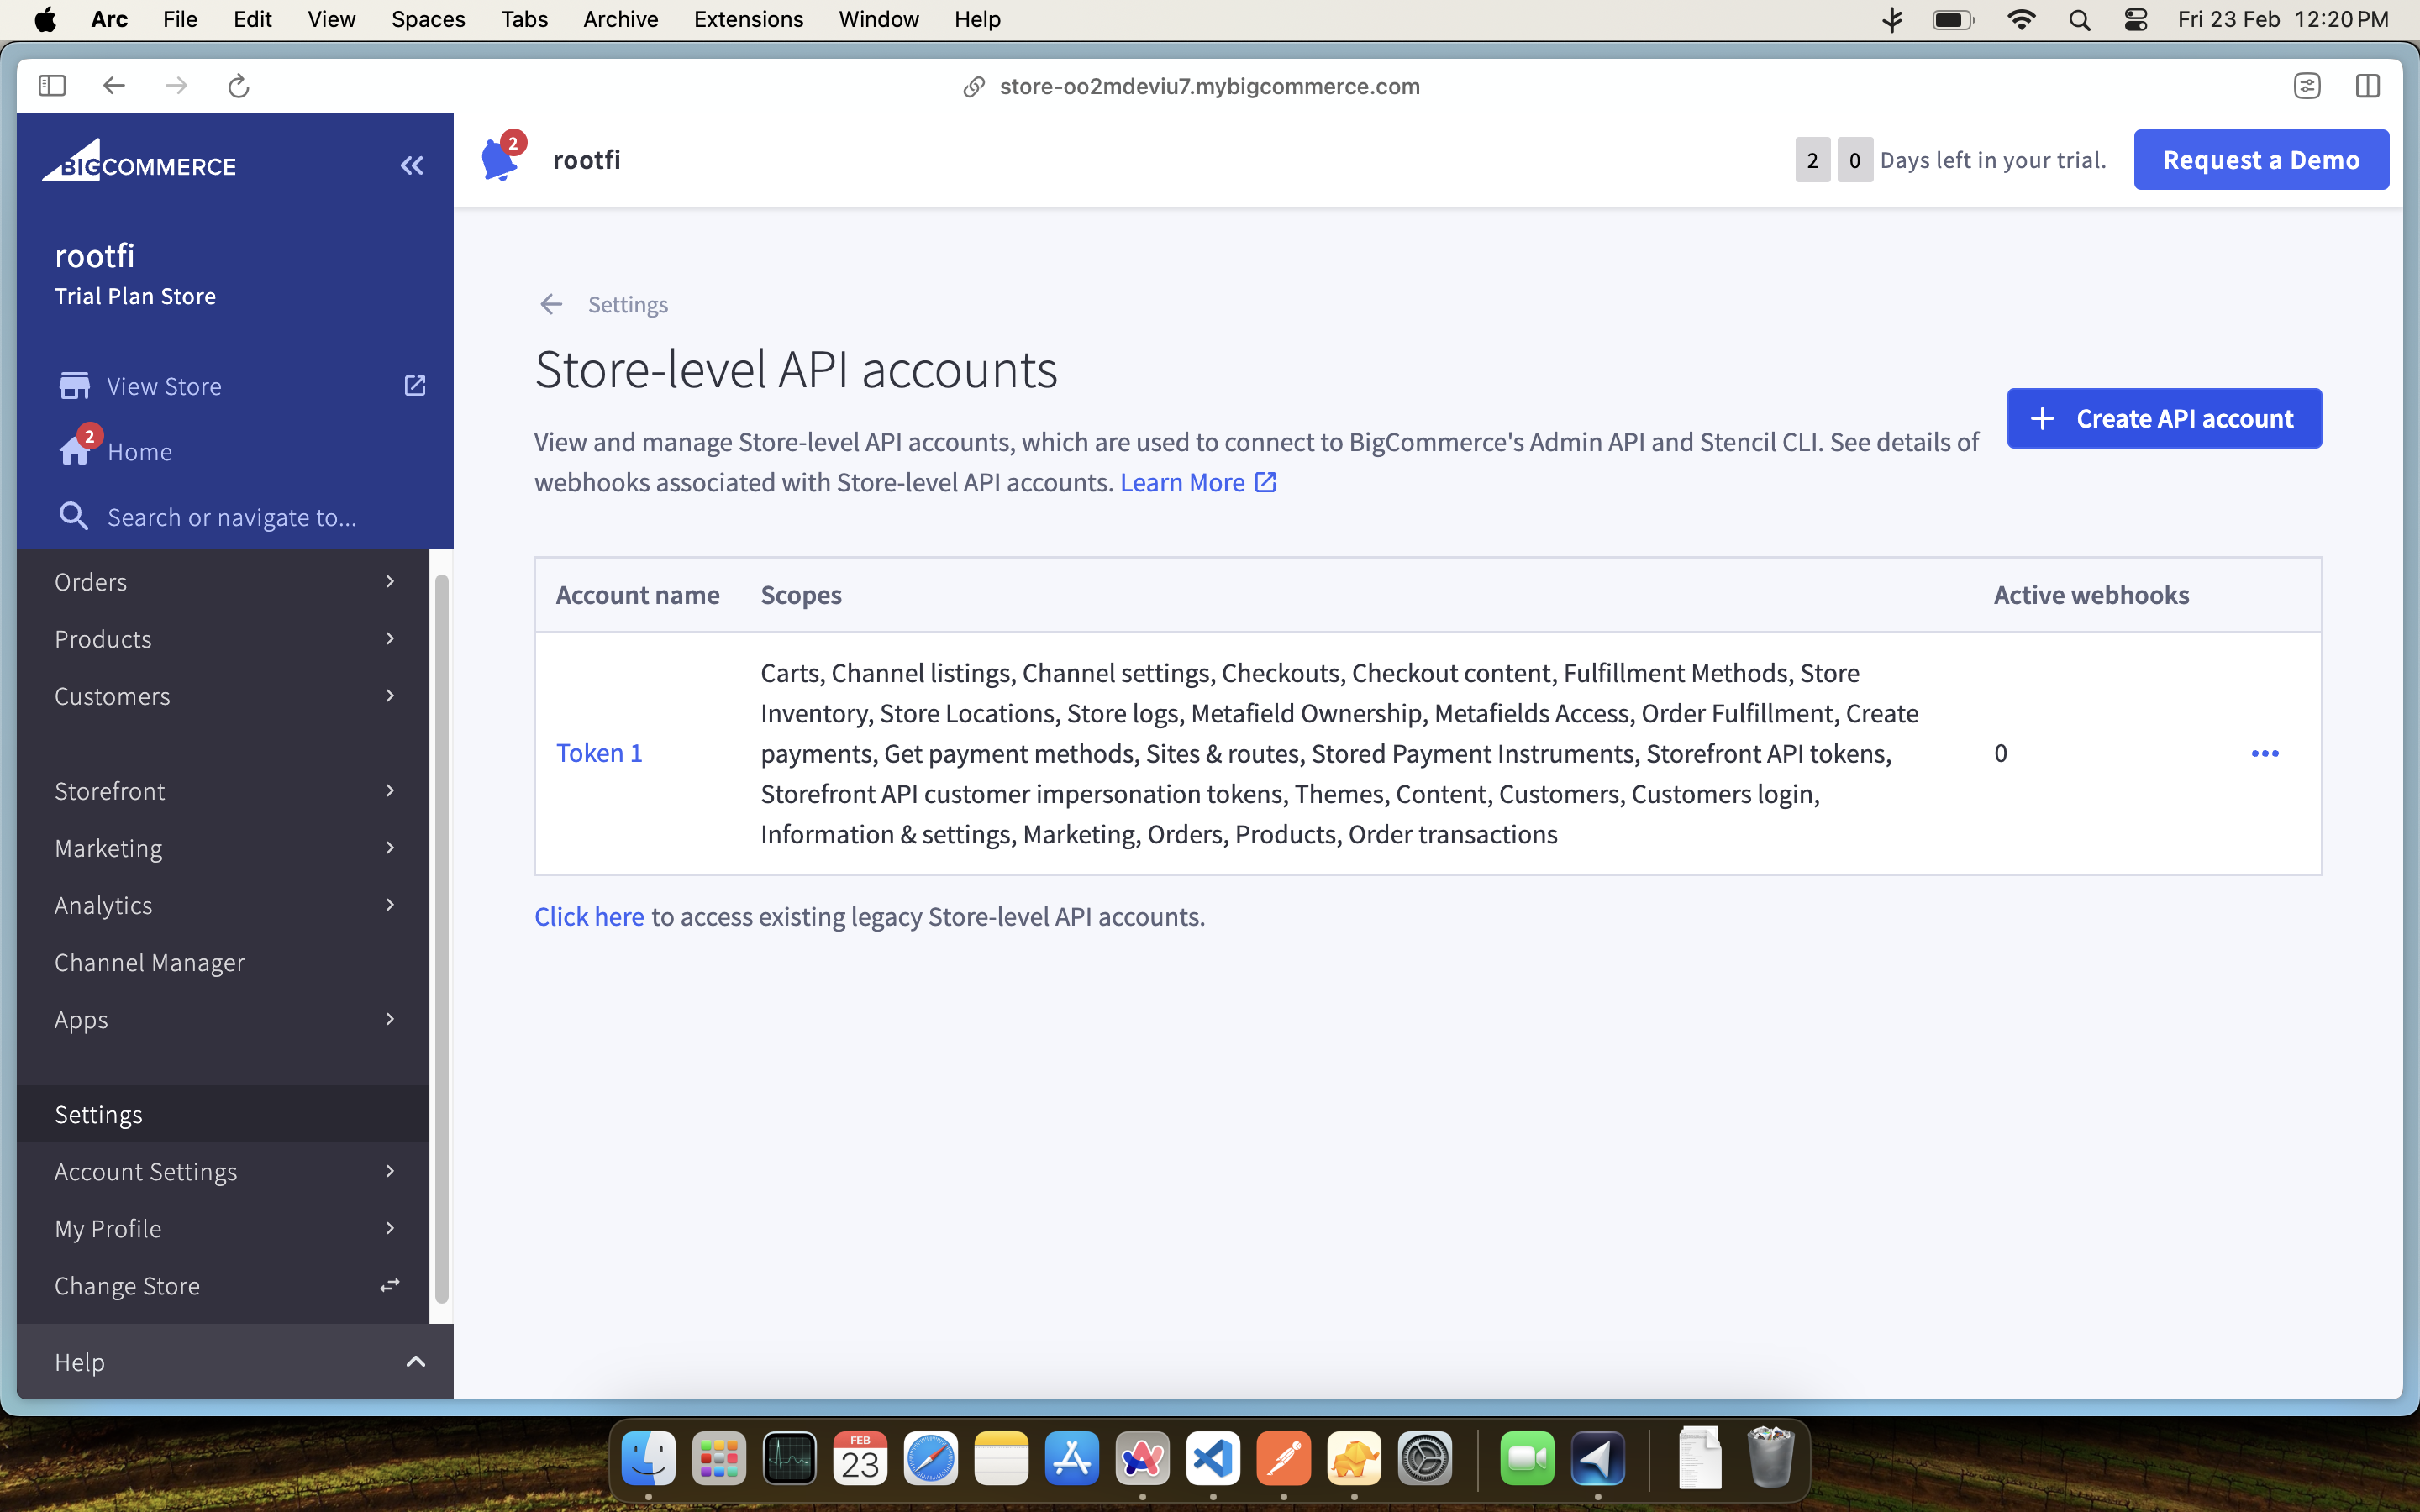 Arc File Edit View Spaces Tabs Archive Extensions Window Help Fri 23 Feb 12:20 PM
store-oo2mdeviu7.mybigcommerce.com
BIGCOMMERCE
rootfi
Trial Plan Store
View Store
2
Home
Search or navigate to...
Orders
Products
Customers
Storefront
Marketing
Analytics
Channel Manager
Apps
Settings
Account Settings
My Profile
Change Store
Help
2
rootfi
2 0 Days left in your trial.
Request a Demo
Settings
Store-level API accounts
View and manage Store-level API accounts, which are used to connect to BigCommerce's Admin API and Stencil CLI. See details of
webhooks associated with Store-level API accounts. Learn More
Create API account
Account name Scopes Active webhooks
Token 1
Carts, Channel listings, Channel settings, Checkouts, Checkout content, Fulfillment Methods, Store
Inventory, Store Locations, Store logs, Metafield Ownership, Metafields Access, Order Fulfillment, Create
payments, Get payment methods, Sites & routes, Stored Payment Instruments, Storefront API tokens,
Storefront API customer impersonation tokens, Themes, Content, Customers, Customers login,
Information & settings, Marketing, Orders, Products, Order transactions
0
Click here to access existing legacy Store-level API accounts.
FEB
23